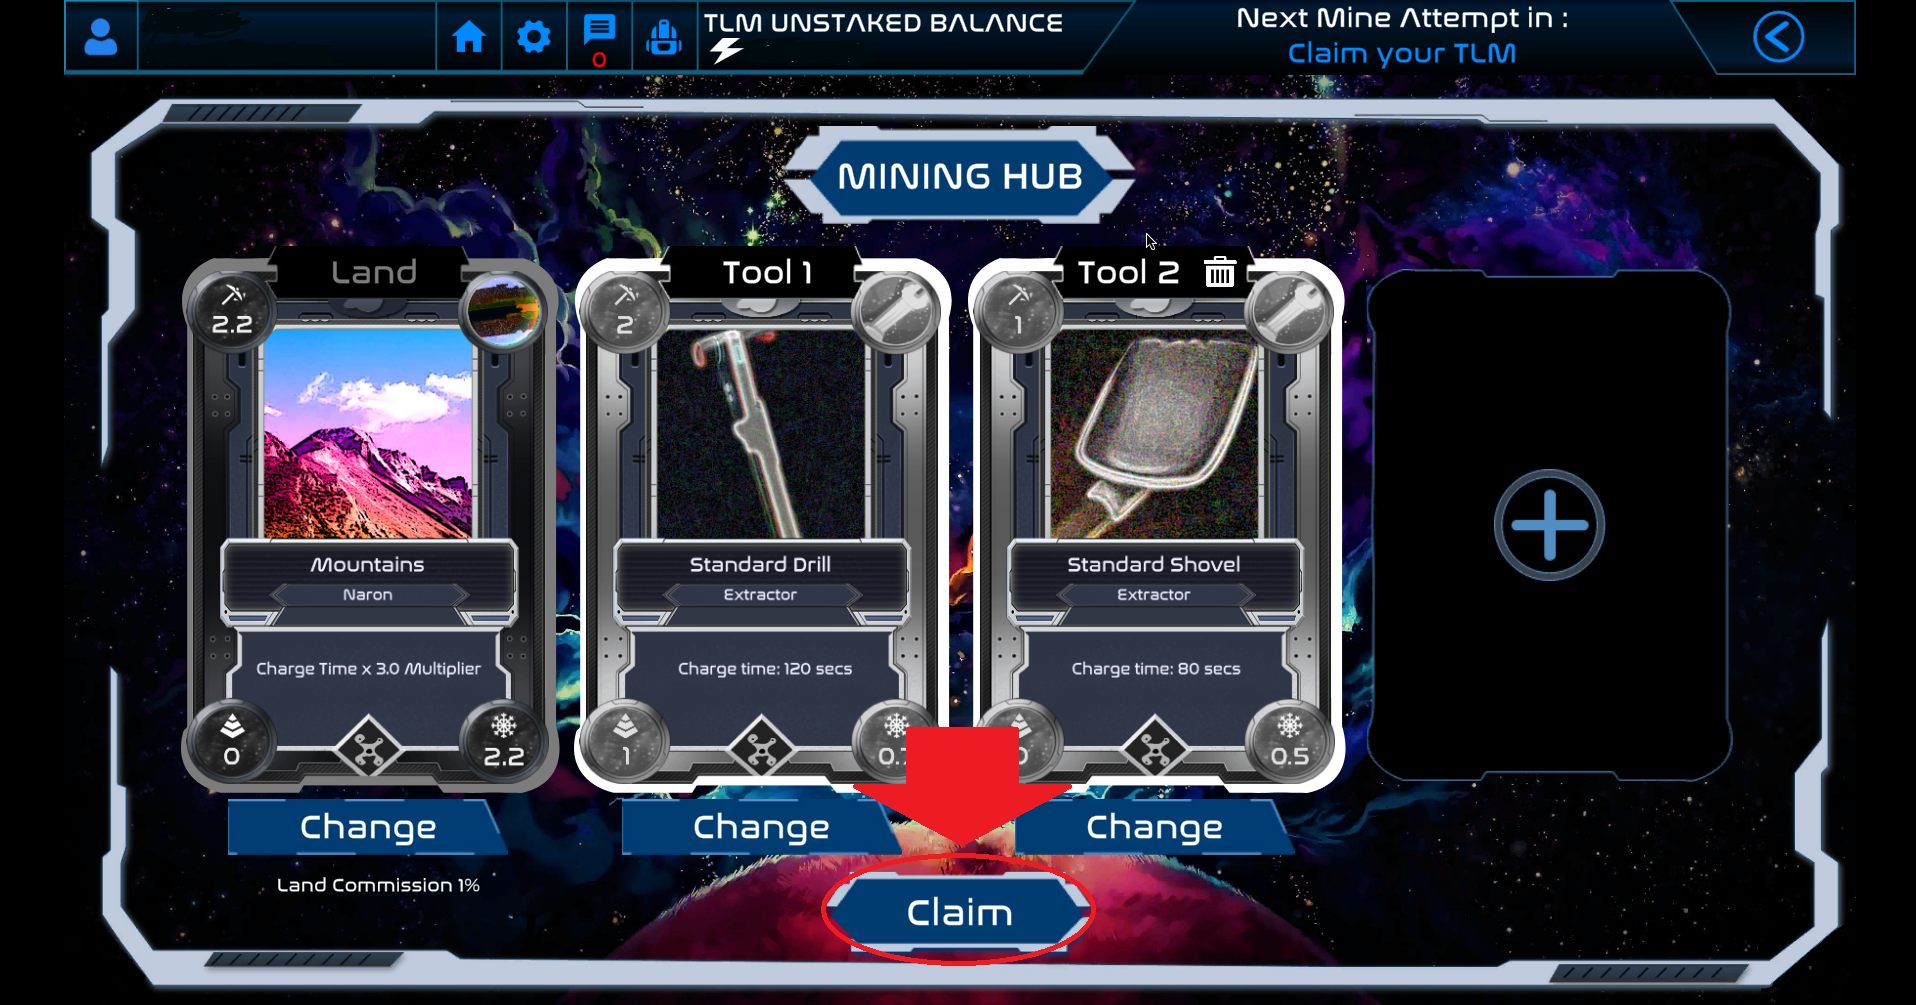 TLM UNSTAKED BALANCE
Next Mine Attempt in :
Claim your TLM
0
MINING HUB
Land
2.2
Mountains
Naron
Charge Time x 3.0 Multiplier
0
2.2
Change
Land Commission 1%
Tool 1
2
Standard Drill
Extractor
Charge time: 120 secs
1
Change
Tool 2
1
Standard Shovel
Extractor
Charge time: 80 secs
0.5
Change
Claim